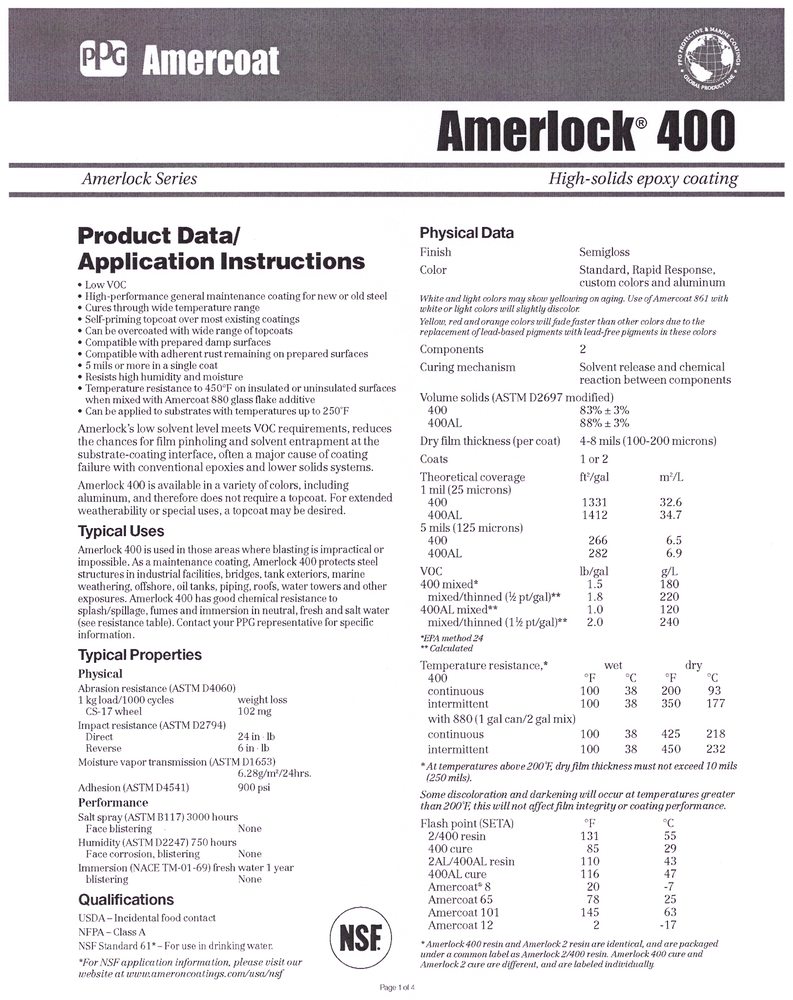 PPG Amercoat
PPG PROTECTIVE & MARINE COATINGS • GLOBAL PRODUCT LINE •
Amerlock® 400
Amerlock Series
High-solids epoxy coating
Product Data/
Application Instructions
• Low VOC
• High-performance general maintenance coating for new or old steel
• Cures through wide temperature range
• Self-priming topcoat over most existing coatings
• Can be overcoated with wide range of topcoats
• Compatible with prepared damp surfaces
• Compatible with adherent rust remaining on prepared surfaces
• 5 mils or more in a single coat
• Resists high humidity and moisture
• Temperature resistance to 450°F on insulated or uninsulated surfaces
when mixed with Amercoat 880 glass flake additive
• Can be applied to substrates with temperatures up to 250°F
Amerlock's low solvent level meets VOC requirements, reduces
the chances for film pinholing and solvent entrapment at the
substrate-coating interface, often a major cause of coating
failure with conventional epoxies and lower solids systems.
Amerlock 400 is available in a variety of colors, including
aluminum, and therefore does not require a topcoat. For extended
weatherability or special uses, a topcoat may be desired.
Typical Uses
Amerlock 400 is used in those areas where blasting is impractical or
impossible. As a maintenance coating, Amerlock 400 protects steel
structures in industrial facilities, bridges, tank exteriors, marine
weathering, offshore, oil tanks, piping, roofs, water towers and other
exposures. Amerlock 400 has good chemical resistance to
splash/spillage, fumes and immersion in neutral, fresh and salt water
(see resistance table). Contact your PPG representative for specific
information.
Typical Properties
Physical
Abrasion resistance (ASTM D4060)
1 kg load/1000 cycles weight loss
CS-17 wheel 102 mg
Impact resistance (ASTM D2794)
Direct 24 in · lb
Reverse 6 in · lb
Moisture vapor transmission (ASTM D1653)
6.28g/m²/24hrs.
Adhesion (ASTM D4541) 900 psi
Performance
Salt spray (ASTM B117) 3000 hours
Face blistering None
Humidity (ASTM D2247) 750 hours
Face corrosion, blistering None
Immersion (NACE TM-01-69) fresh water 1 year
blistering None
Qualifications
USDA – Incidental food contact
NFPA – Class A
NSF Standard 61* – For use in drinking water.
*For NSF application information, please visit our
website at www.ameroncoatings.com/usa/nsf
NSF.
Physical Data
Finish Semigloss
Color Standard, Rapid Response,
custom colors and aluminum
White and light colors may show yellowing on aging. Use of Amercoat 861 with
white or light colors will slightly discolor.
Yellow, red and orange colors will fade faster than other colors due to the
replacement of lead-based pigments with lead-free pigments in these colors
Components 2
Curing mechanism Solvent release and chemical
reaction between components
Volume solids (ASTM D2697 modified)
400 83% ± 3%
400AL 88% ± 3%
Dry film thickness (per coat) 4-8 mils (100-200 microns)
Coats 1 or 2
Theoretical coverage ft²/gal m²/L
1 mil (25 microns)
400 1331 32.6
400AL 1412 34.7
5 mils (125 microns)
400 266 6.5
400AL 282 6.9
VOC lb/gal g/L
400 mixed* 1.5 180
mixed/thinned (½ pt/gal)** 1.8 220
400AL mixed** 1.0 120
mixed/thinned (1½ pt/gal)** 2.0 240
*EPA method 24
** Calculated
Temperature resistance,* wet dry
400 °F °C °F °C
continuous 100 38 200 93
intermittent 100 38 350 177
with 880 (1 gal can/2 gal mix)
continuous 100 38 425 218
intermittent 100 38 450 232
*At temperatures above 200°F, dry film thickness must not exceed 10 mils
(250 mils).
Some discoloration and darkening will occur at temperatures greater
than 200°F, this will not affect film integrity or coating performance.
Flash point (SETA) °F °C
2/400 resin 131 55
400 cure 85 29
2AL/400AL resin 110 43
400AL cure 116 47
Amercoat® 8 20 -7
Amercoat 65 78 25
Amercoat 101 145 63
Amercoat 12 2 -17
*Amerlock 400 resin and Amerlock 2 resin are identical, and are packaged
under a common label as Amerlock 2/400 resin. Amerlock 400 cure and
Amerlock 2 cure are different, and are labeled individually.
Page 1 of 4